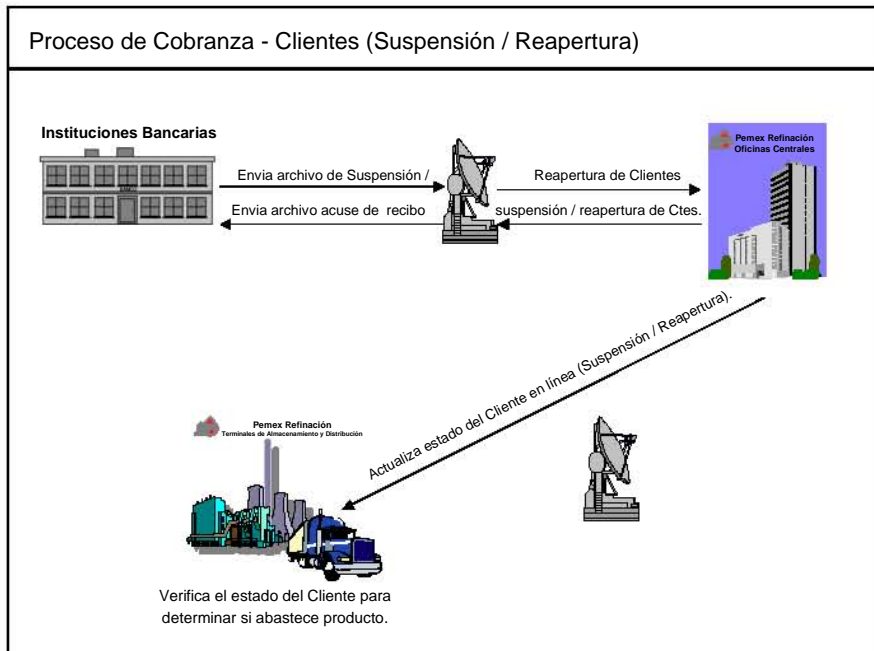 Proceso de Cobranza - Clientes (Suspensión / Reapertura)
Instituciones Bancarias
BANCO
Envia archivo de Suspensión /
Reapertura de Clientes
Envia archivo acuse de recibo
suspensión / reapertura de Ctes.
Pemex Refinación
Oficinas Centrales
Actualiza estado del Cliente en línea (Suspensión / Reapertura).
Pemex Refinación
Terminales de Almacenamiento y Distribución
Verifica el estado del Cliente para
determinar si abastece producto.